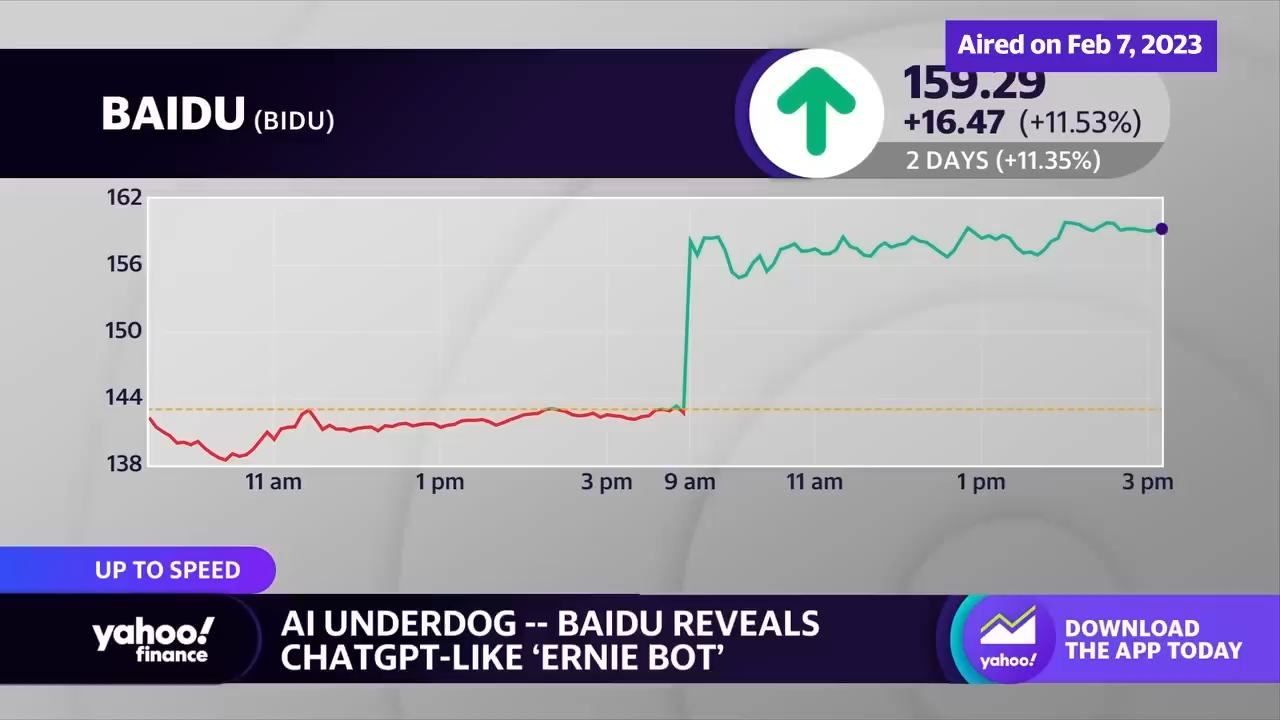 Aired on Feb 7, 2023
BAIDU (BIDU)
159.29
+16.47 (+11.53%)
2 DAYS (+11.35%)
162
156
150
144
138
11 am 1 pm 3 pm 9 am 11 am 1 pm 3 pm
UP TO SPEED
yahoo!
finance
AI UNDERDOG -- BAIDU REVEALS
CHATGPT-LIKE ‘ERNIE BOT’
yahoo!
DOWNLOAD
THE APP TODAY